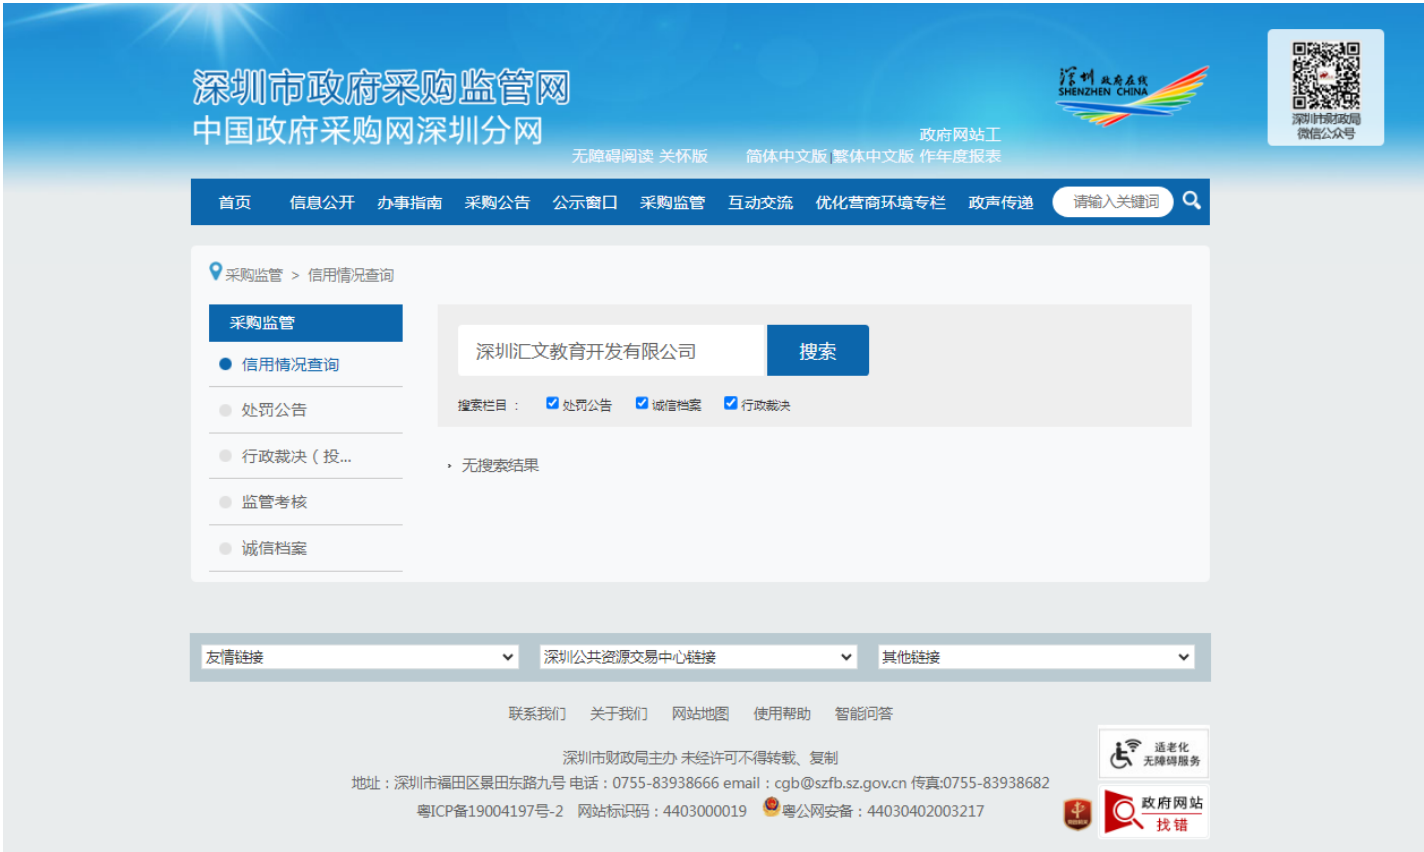 深圳市政府采购监管网
中国政府采购网深圳分网
深圳 政府在线
SHENZHEN CHINA
深圳市财政局
微信公众号
无障碍阅读 关怀版 简体中文版|繁体中文版 政府网站工作年度报表
首页 信息公开 办事指南 采购公告 公示窗口 采购监管 互动交流 优化营商环境专栏 政声传递 请输入关键词
采购监管 > 信用情况查询
采购监管
信用情况查询
处罚公告
行政裁决（投...
监管考核
诚信档案
深圳汇文教育开发有限公司 搜索
搜索栏目： 处罚公告 诚信档案 行政裁决
无搜索结果
友情链接 深圳公共资源交易中心链接 其他链接
联系我们 关于我们 网站地图 使用帮助 智能问答
深圳市财政局主办 未经许可不得转载、复制
地址：深圳市福田区景田东路九号 电话：0755-83938666 email：cgb@szfb.sz.gov.cn 传真:0755-83938682
粤ICP备19004197号-2 网站标识码：4403000019 粤公网安备：44030402003217
适老化
无障碍服务
政府网站
找错